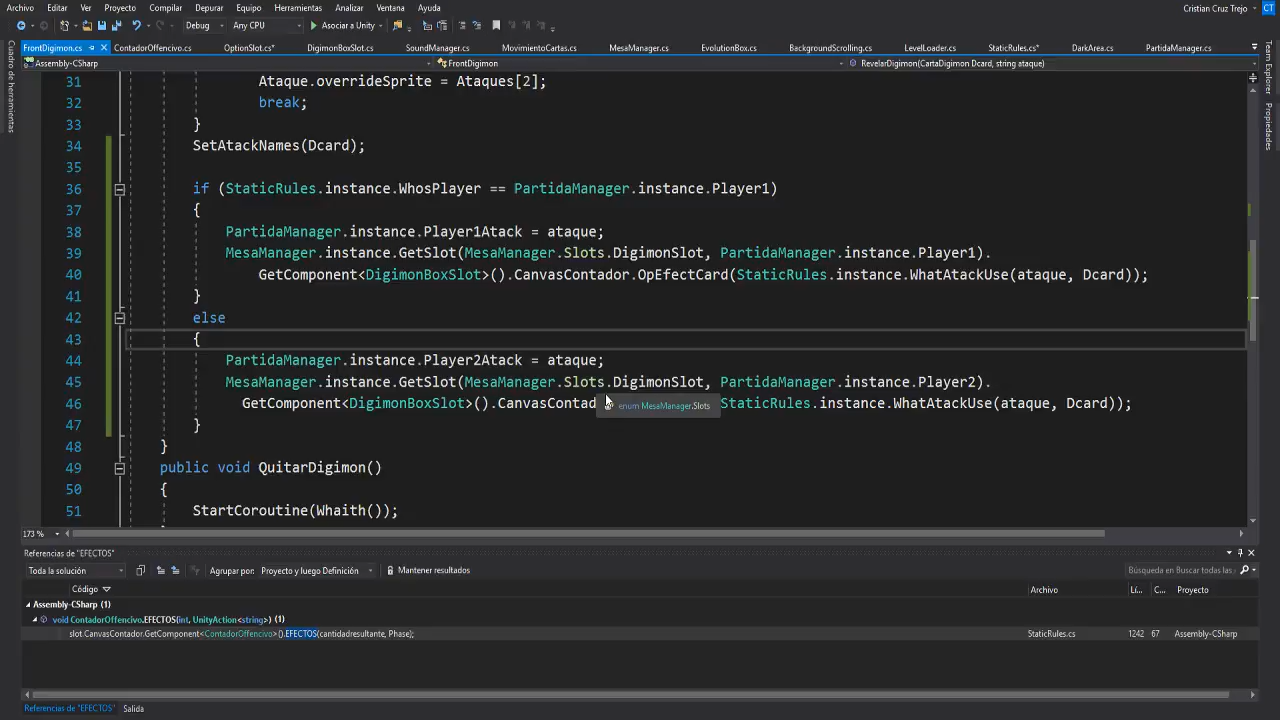 Archivo Editar Ver Proyecto Compilar Depurar Equipo Herramientas Analizar Ventana Ayuda Cristian Cruz Trejo CT
Debug Any CPU Asociar a Unity
FrontDigimon.cs ContadorOffencivo.cs OptionSlot.cs* DigimonBoxSlot.cs SoundManager.cs MovimientoCartas.cs MesaManager.cs EvolutionBox.cs BackgroundScrolling.cs LevelLoader.cs StaticRules.cs* DarkArea.cs PartidaManager.cs
Assembly-CSharp FrontDigimon RevelarDigimon(CartaDigimon Dcard, string ataque)
Cuadro de herramientas
Team Explorer
Propiedades
31 Ataque.overrideSprite = Ataques[2];
32 break;
33 }
34 SetAtackNames(Dcard);
35
36 if (StaticRules.instance.WhosPlayer == PartidaManager.instance.Player1)
37 {
38 PartidaManager.instance.Player1Atack = ataque;
39 MesaManager.instance.GetSlot(MesaManager.Slots.DigimonSlot, PartidaManager.instance.Player1).
40 GetComponent<DigimonBoxSlot>().CanvasContador.OpEfectCard(StaticRules.instance.WhatAtackUse(ataque, Dcard));
41 }
42 else
43 {
44 PartidaManager.instance.Player2Atack = ataque;
45 MesaManager.instance.GetSlot(MesaManager.Slots.DigimonSlot, PartidaManager.instance.Player2).
46 GetComponent<DigimonBoxSlot>().CanvasContad StaticRules.instance.WhatAtackUse(ataque, Dcard));
enum MesaManager.Slots
47 }
48 }
49 public void QuitarDigimon()
50 {
51 StartCoroutine(Whaith());
173 %
Referencias de "EFECTOS"
Toda la solución Agrupar por: Proyecto y luego Definición Mantener resultados Búsqueda en Buscar todas las
Código Archivo Lí... C... Proyecto
Assembly-CSharp (1)
void ContadorOffencivo.EFECTOS(int, UnityAction<string>) (1)
slot.CanvasContador.GetComponent<ContadorOffencivo>().EFECTOS(cantidadresultante, Phase); StaticRules.cs 1242 67 Assembly-CSharp
Referencias de "EFECTOS" Salida